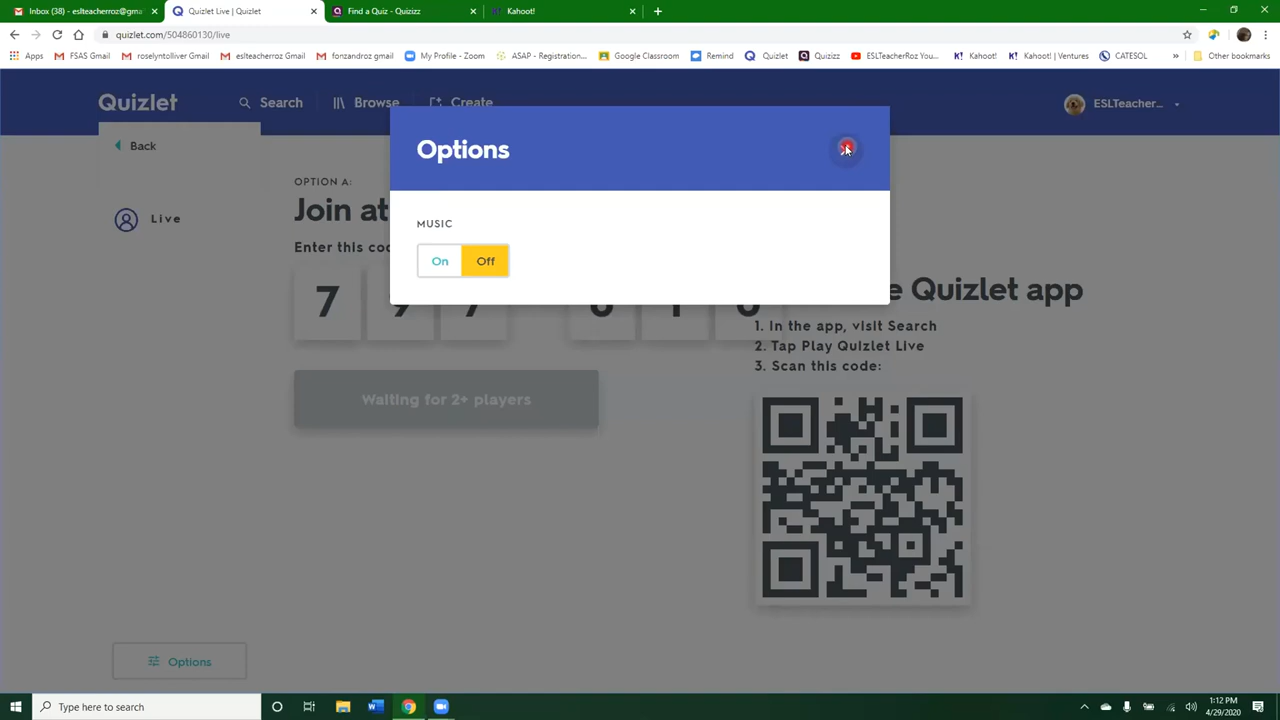 Inbox (38) - eslteacherroz@gma
Quizlet Live | Quizlet
Find a Quiz - Quizizz
Kahoot!
quizlet.com/504860130/live
Apps
FSAS Gmail
roselyntolliver Gmail
eslteacherroz Gmail
fonzandroz gmail
My Profile - Zoom
ASAP - Registration...
Google Classroom
Remind
Quizlet
Quizizz
ESLTeacherRoz You...
Kahoot!
Kahoot! | Ventures
CATESOL
»
Other bookmarks
Quizlet
Search
Browse
Create
ESLTeacher...
Back
Live
Options
MUSIC
On
Off
OPTION A:
Join at
Enter this co
7
e Quizlet app
1. In the app, visit Search
2. Tap Play Quizlet Live
3. Scan this code:
Waiting for 2+ players
Options
Type here to search
1:12 PM
4/29/2020